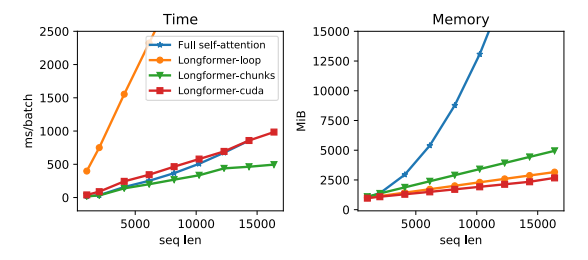 Time
2500
2000
1500
1000
500
0
ms/batch
5000
10000
15000
seq len
Full self-attention
Longformer-loop
Longformer-chunks
Longformer-cuda
Memory
15000
12500
10000
7500
5000
2500
0
MiB
5000
10000
15000
seq len